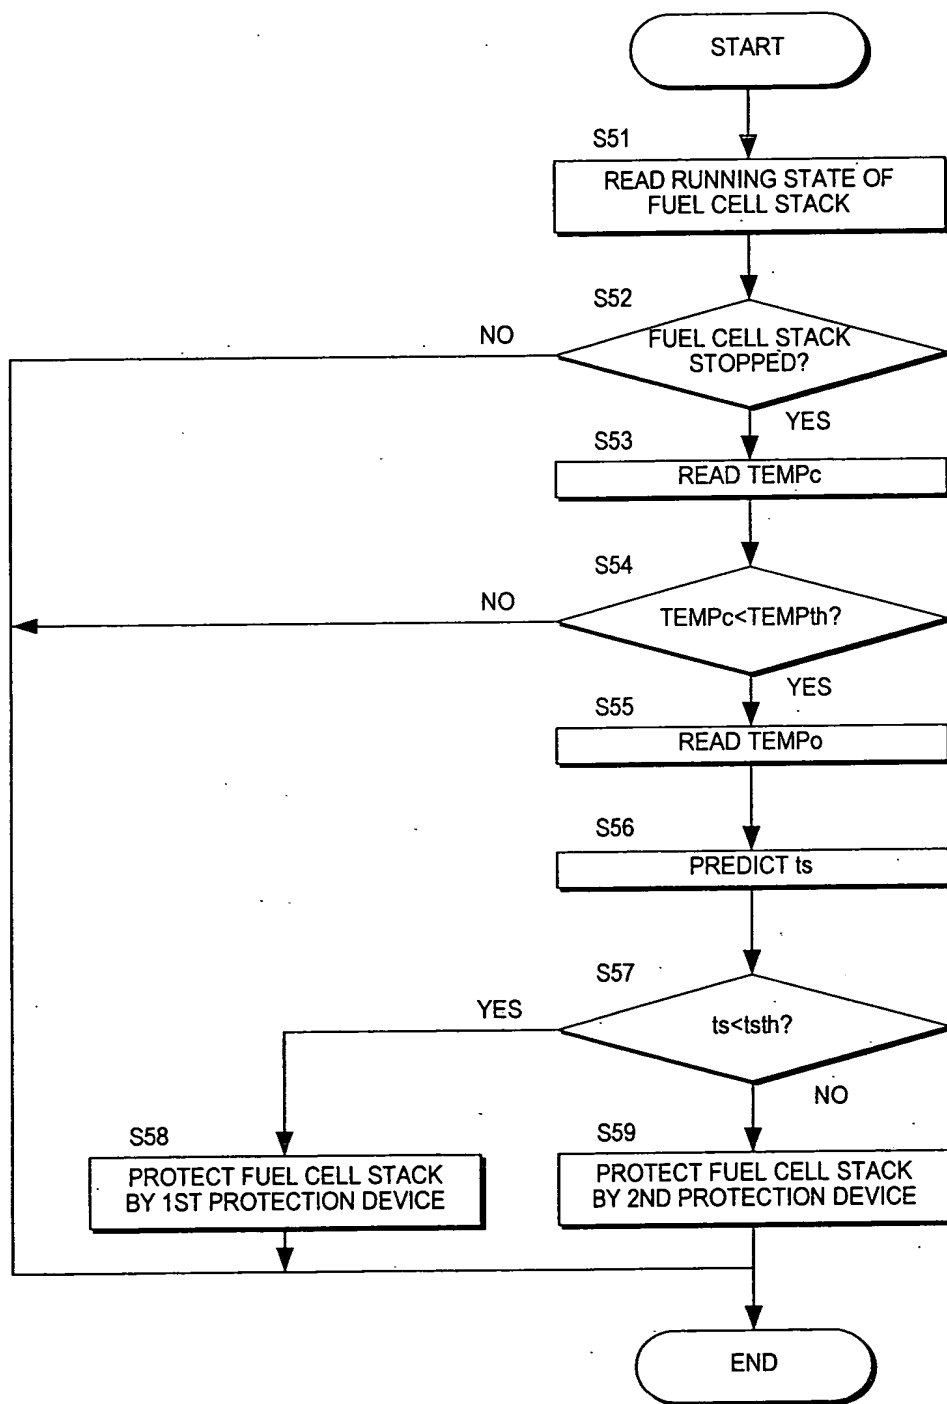 START
S51
READ RUNNING STATE OF
FUEL CELL STACK
S52
NO
FUEL CELL STACK
STOPPED?
YES
S53
READ TEMPc
S54
NO
TEMPc<TEMPth?
YES
S55
READ TEMPo
S56
PREDICT ts
S57
YES
ts<tsth?
NO
S58
PROTECT FUEL CELL STACK
BY 1ST PROTECTION DEVICE
S59
PROTECT FUEL CELL STACK
BY 2ND PROTECTION DEVICE
END